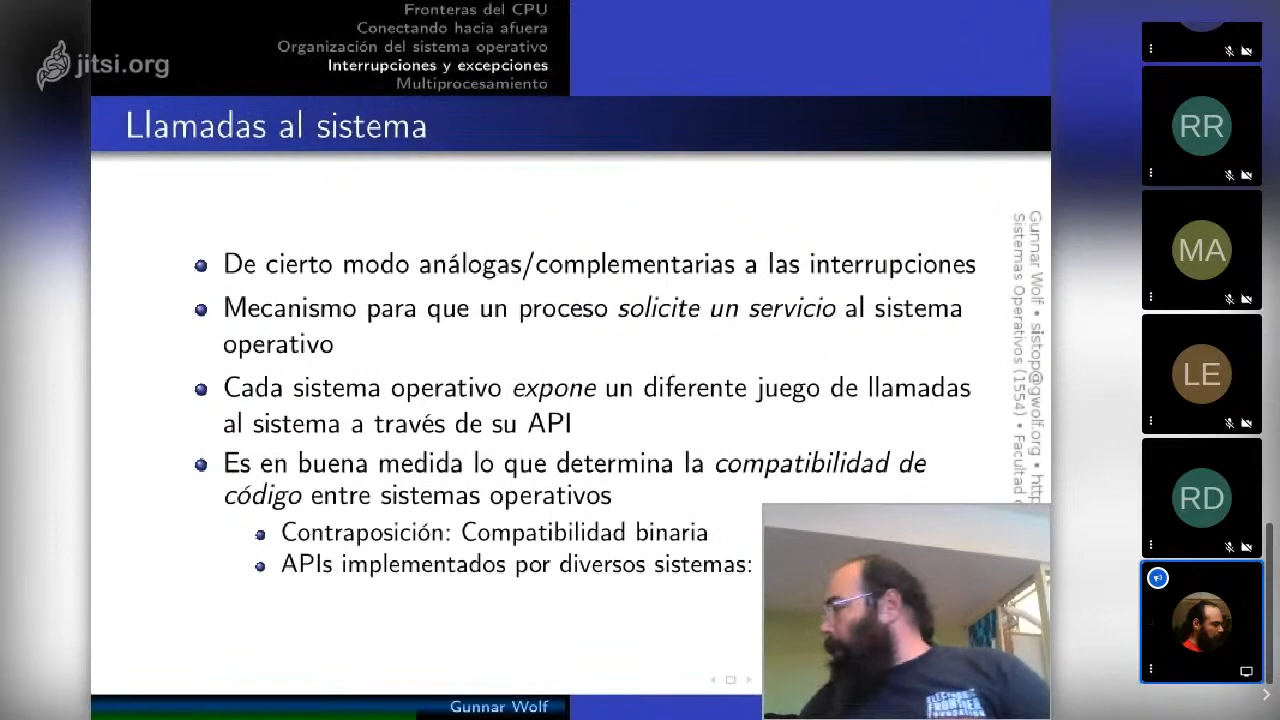 Fronteras del CPU
Conectando hacia afuera
Organización del sistema operativo
Interrupciones y excepciones
Multiprocesamiento
jitsi.org
Llamadas al sistema
De cierto modo análogas/complementarias a las interrupciones
Mecanismo para que un proceso solicite un servicio al sistema
operativo
Cada sistema operativo expone un diferente juego de llamadas
al sistema a través de su API
Es en buena medida lo que determina la compatibilidad de
código entre sistemas operativos
Contraposición: Compatibilidad binaria
APIs implementados por diversos sistemas:
Gunnar Wolf • sistop@gwolf.org • http
Sistemas Operativos (1554) • Facultad
Gunnar Wolf
RR
MA
LE
RD